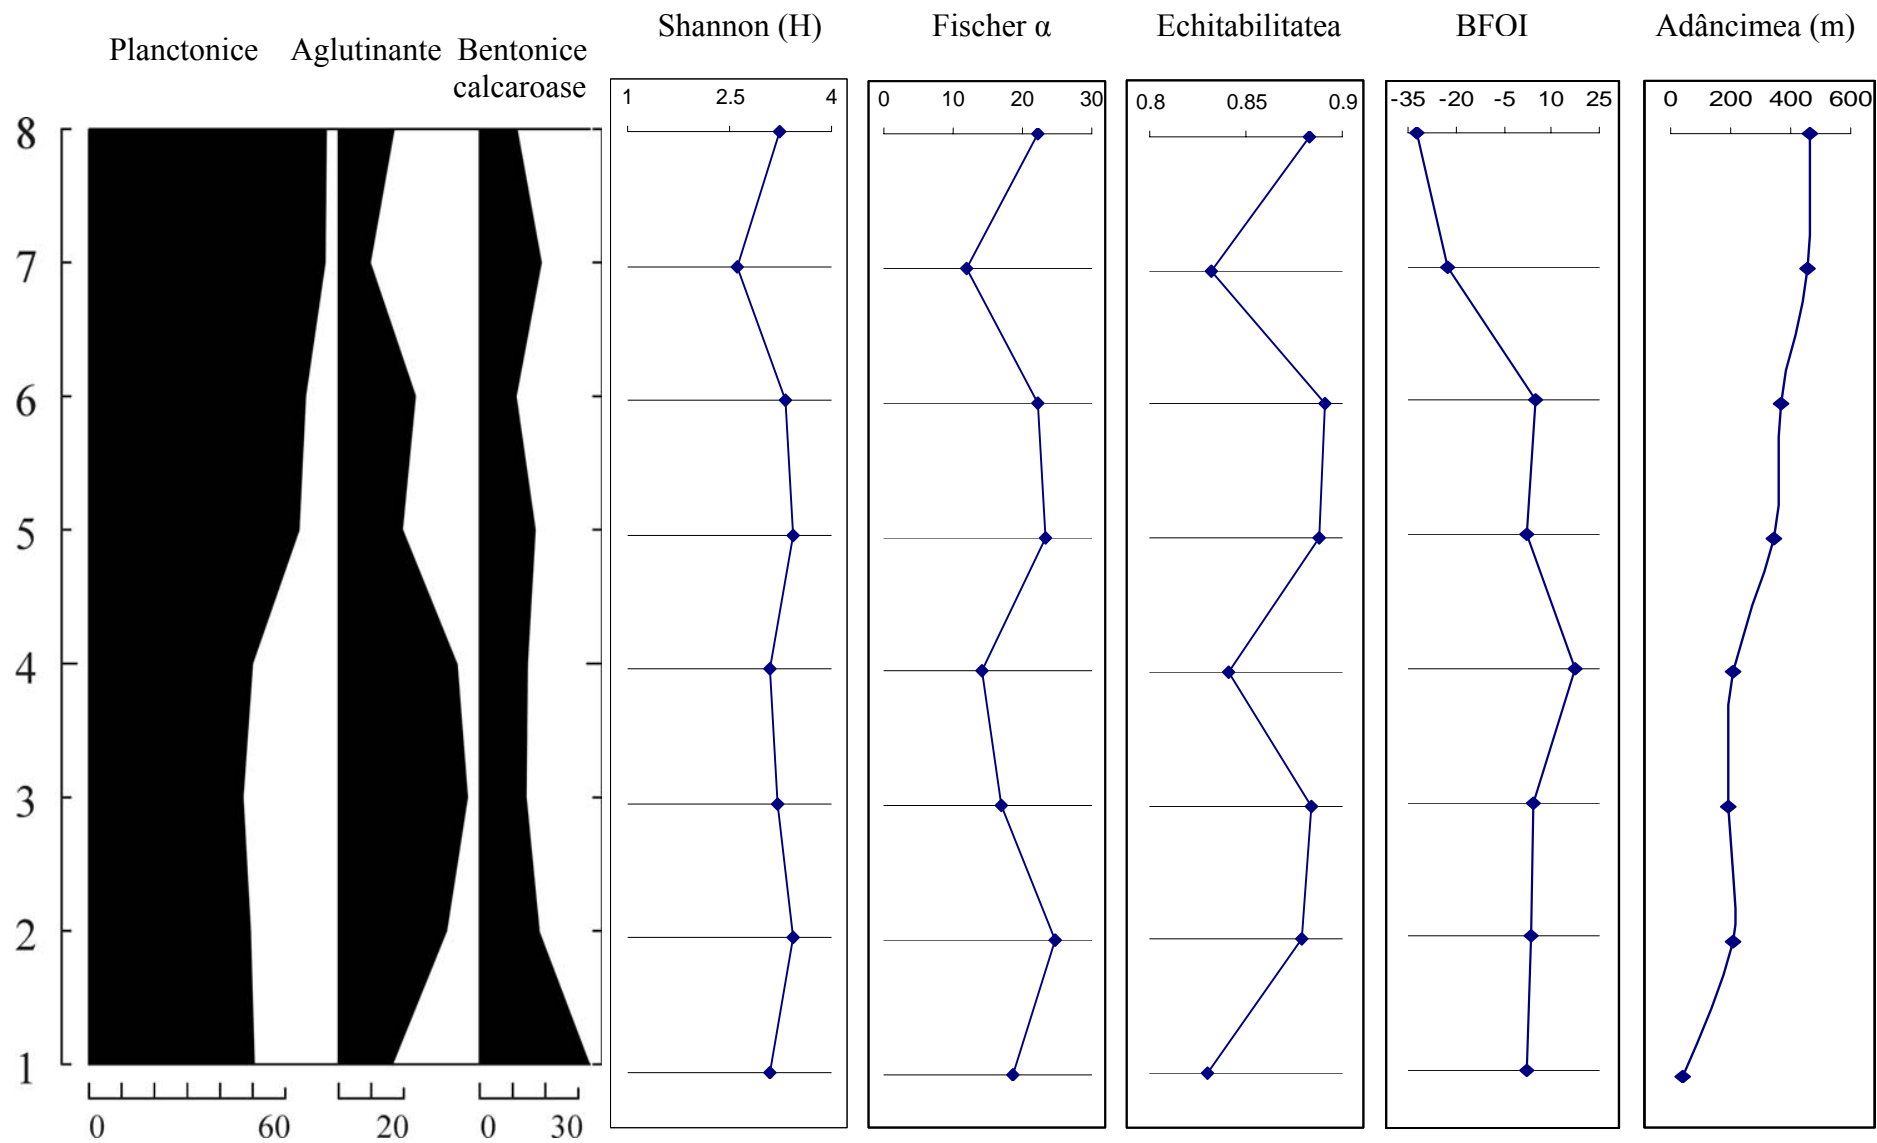 Shannon (H) Fischer α Echitabilitatea BFOI Adâncimea (m)
Planctonice Aglutinante Bentonice
calcaroase
1 2.5 4 0 10 20 30 0.8 0.85 0.9 -35 -20 -5 10 25 0 200 400 600
8
7
6
5
4
3
2
1
0 60 20 0 30